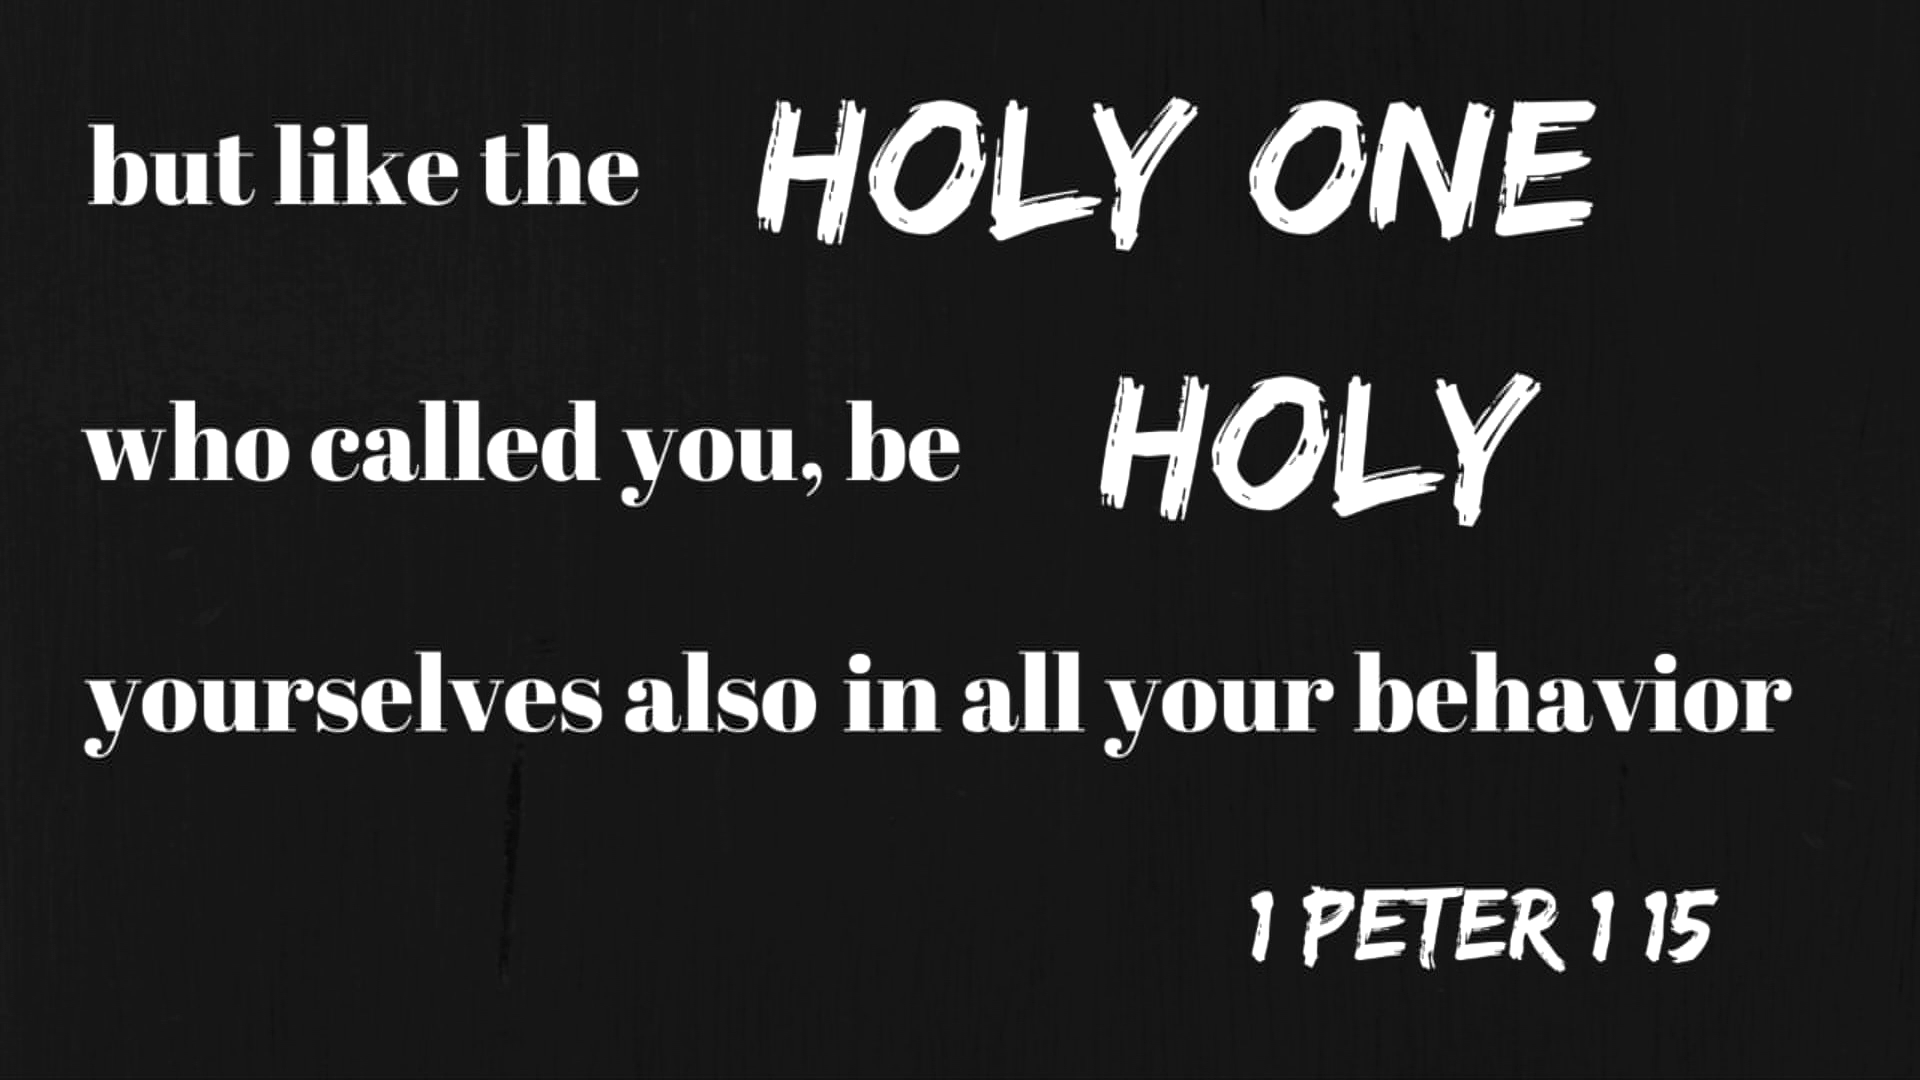 but like the HOLY ONE
who called you, be HOLY
yourselves also in all your behavior
1 PETER 1 15